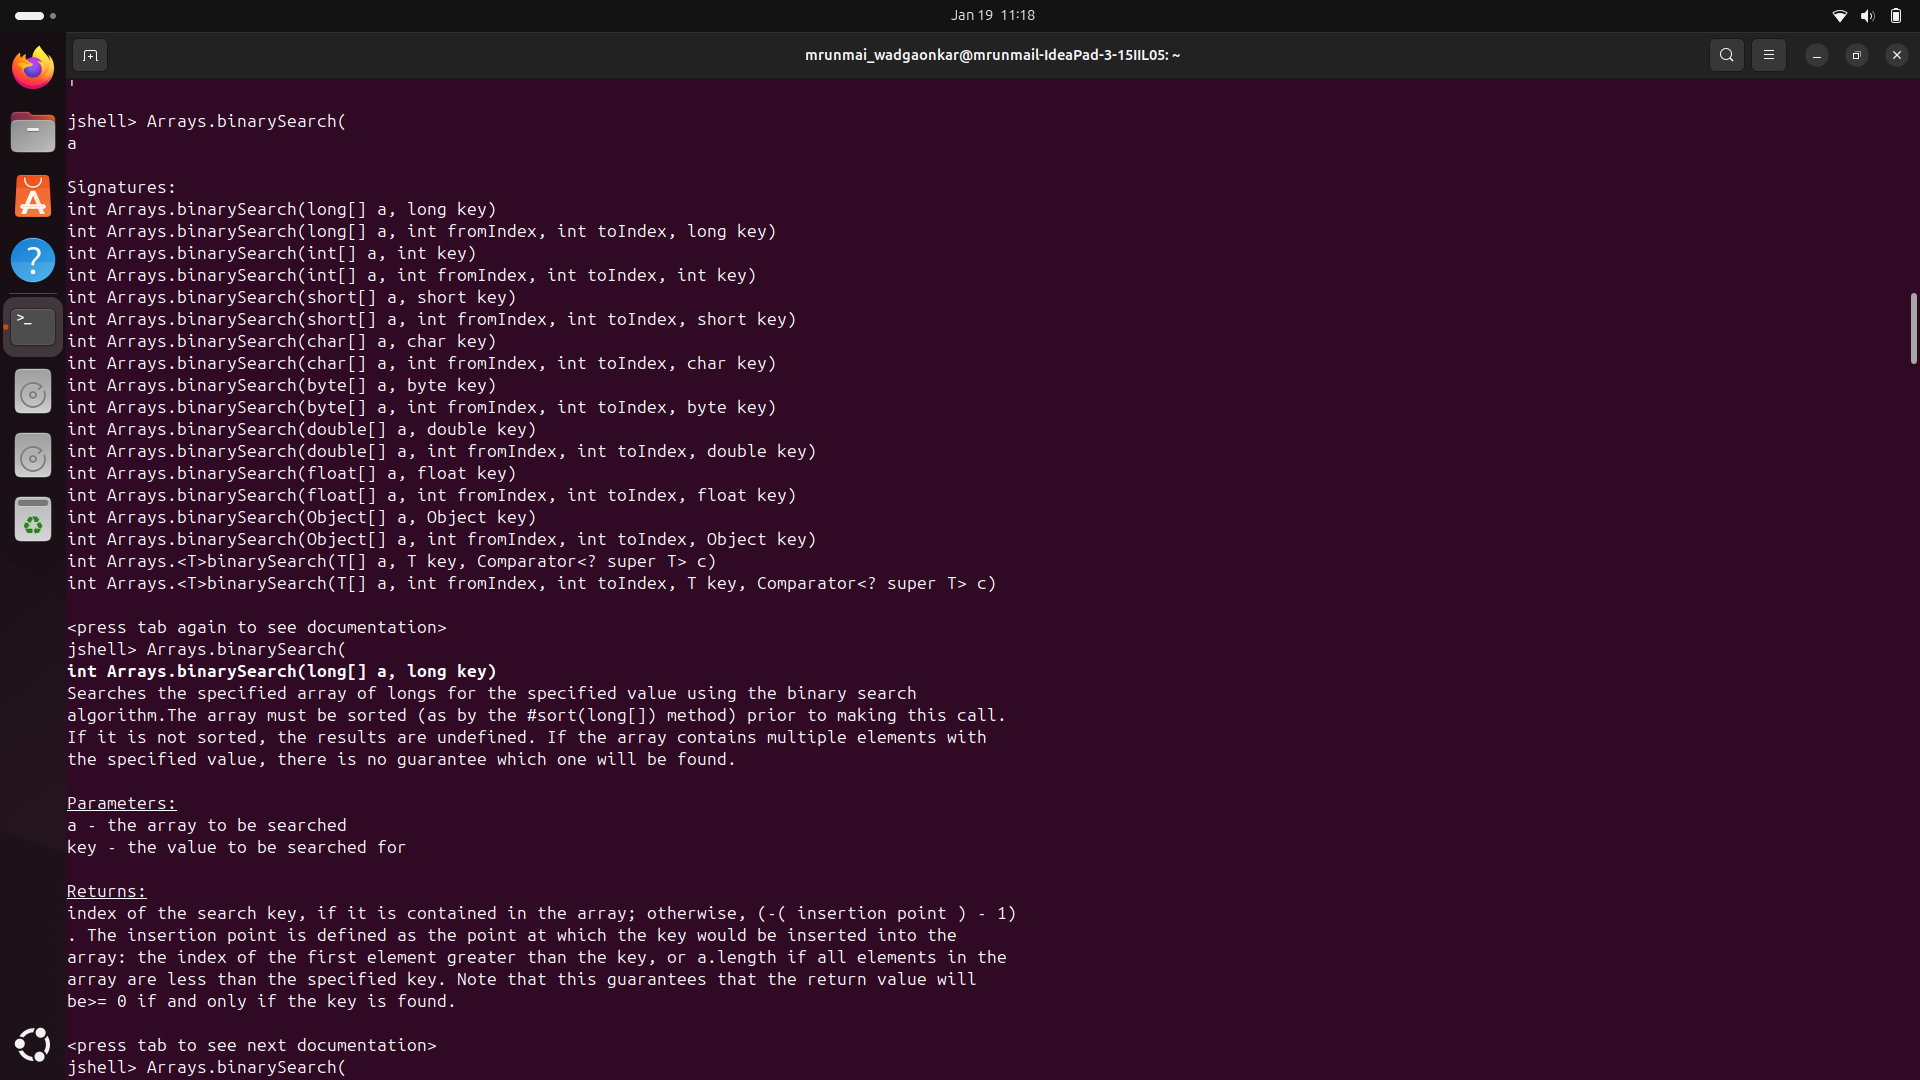 Jan 19 11:18
mrunmai_wadgaonkar@mrunmail-IdeaPad-3-15IIL05: ~
jshell> Arrays.binarySearch(
a
Signatures:
int Arrays.binarySearch(long[] a, long key)
int Arrays.binarySearch(long[] a, int fromIndex, int toIndex, long key)
int Arrays.binarySearch(int[] a, int key)
int Arrays.binarySearch(int[] a, int fromIndex, int toIndex, int key)
int Arrays.binarySearch(short[] a, short key)
int Arrays.binarySearch(short[] a, int fromIndex, int toIndex, short key)
int Arrays.binarySearch(char[] a, char key)
int Arrays.binarySearch(char[] a, int fromIndex, int toIndex, char key)
int Arrays.binarySearch(byte[] a, byte key)
int Arrays.binarySearch(byte[] a, int fromIndex, int toIndex, byte key)
int Arrays.binarySearch(double[] a, double key)
int Arrays.binarySearch(double[] a, int fromIndex, int toIndex, double key)
int Arrays.binarySearch(float[] a, float key)
int Arrays.binarySearch(float[] a, int fromIndex, int toIndex, float key)
int Arrays.binarySearch(Object[] a, Object key)
int Arrays.binarySearch(Object[] a, int fromIndex, int toIndex, Object key)
int Arrays.<T>binarySearch(T[] a, T key, Comparator<? super T> c)
int Arrays.<T>binarySearch(T[] a, int fromIndex, int toIndex, T key, Comparator<? super T> c)
<press tab again to see documentation>
jshell> Arrays.binarySearch(
int Arrays.binarySearch(long[] a, long key)
Searches the specified array of longs for the specified value using the binary search
algorithm.The array must be sorted (as by the #sort(long[]) method) prior to making this call.
If it is not sorted, the results are undefined. If the array contains multiple elements with
the specified value, there is no guarantee which one will be found.
Parameters:
a - the array to be searched
key - the value to be searched for
Returns:
index of the search key, if it is contained in the array; otherwise, (-( insertion point ) - 1)
. The insertion point is defined as the point at which the key would be inserted into the
array: the index of the first element greater than the key, or a.length if all elements in the
array are less than the specified key. Note that this guarantees that the return value will
be>= 0 if and only if the key is found.
<press tab to see next documentation>
jshell> Arrays.binarySearch(